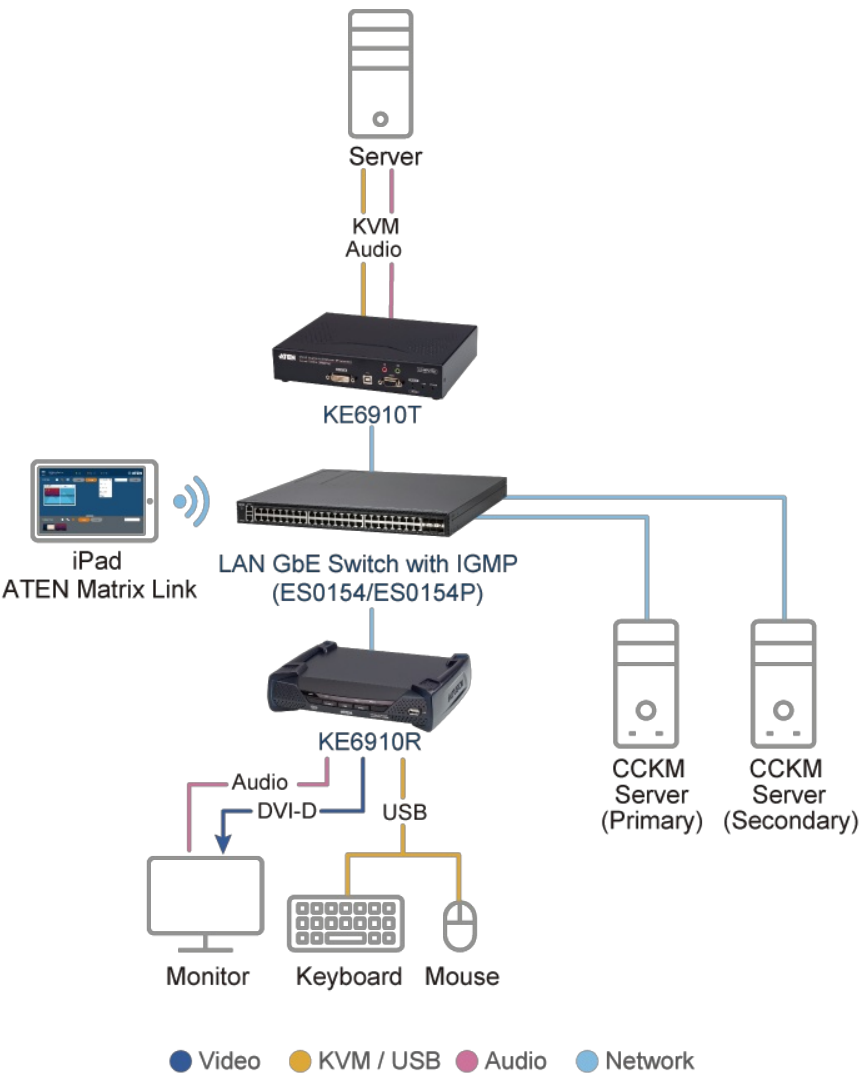 Server
KVM
Audio
ATEN
KE6910T
iPad
ATEN Matrix Link
LAN GbE Switch with IGMP
(ES0154/ES0154P)
KE6910R
CCKM
Server
(Primary)
CCKM
Server
(Secondary)
Audio
DVI-D
USB
Monitor
Keyboard
Mouse
Video
KVM / USB
Audio
Network